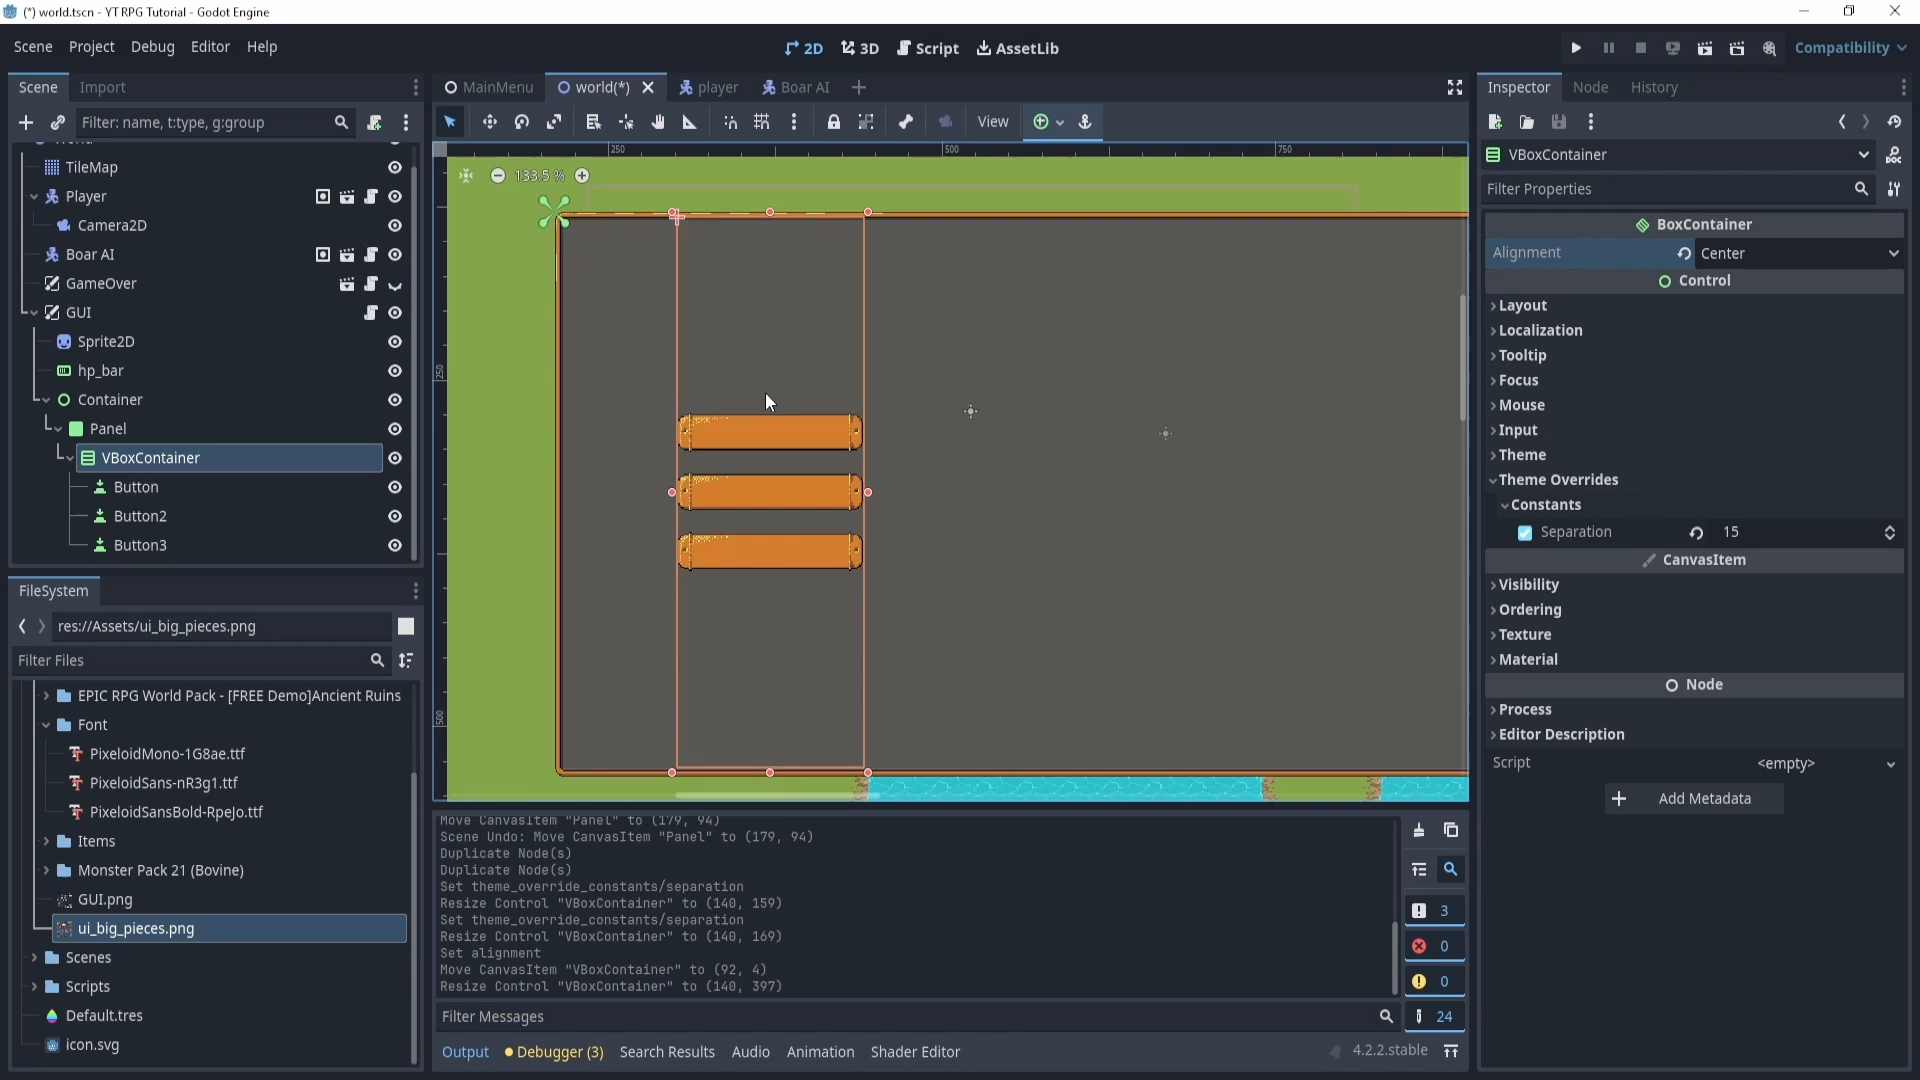 (*) world.tscn - YT RPG Tutorial - Godot Engine
Scene Project Debug Editor Help
2D 3D Script AssetLib
Compatibility
Scene Import
MainMenu world(*) player Boar AI
Inspector Node History
Filter: name, t:type, g:group
View
VBoxContainer
Filter Properties
TileMap
Player
Camera2D
Boar AI
GameOver
GUI
Sprite2D
hp_bar
Container
Panel
VBoxContainer
Button
Button2
Button3
250 500 750
133.5 %
250
500
BoxContainer
Alignment Center
Control
Layout
Localization
Tooltip
Focus
Mouse
Input
Theme
Theme Overrides
Constants
Separation 15
CanvasItem
Visibility
Ordering
Texture
Material
Node
Process
Editor Description
Script <empty>
Add Metadata
FileSystem
res://Assets/ui_big_pieces.png
Filter Files
EPIC RPG World Pack - [FREE Demo]Ancient Ruins
Font
PixeloidMono-1G8ae.ttf
PixeloidSans-nR3g1.ttf
PixeloidSansBold-RpeJo.ttf
Items
Monster Pack 21 (Bovine)
GUI.png
ui_big_pieces.png
Scenes
Scripts
Default.tres
icon.svg
Move CanvasItem "Panel" to (179, 94)
Scene Undo: Move CanvasItem "Panel" to (179, 94)
Duplicate Node(s)
Duplicate Node(s)
Set theme_override_constants/separation
Resize Control "VBoxContainer" to (140, 159)
Set theme_override_constants/separation
Resize Control "VBoxContainer" to (140, 169)
Set alignment
Move CanvasItem "VBoxContainer" to (92, 4)
Resize Control "VBoxContainer" to (140, 397)
3
0
0
24
Filter Messages
Output Debugger (3) Search Results Audio Animation Shader Editor
4.2.2.stable